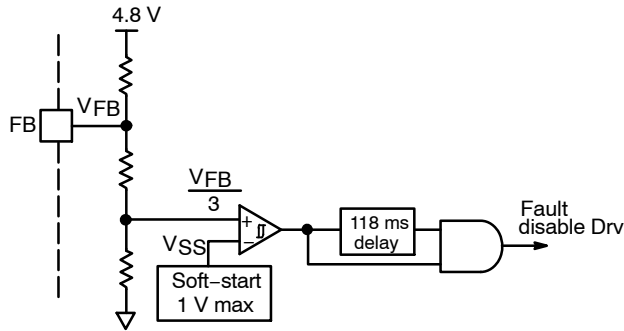 4.8 V
VFB
FB
VFB
3
+
−
VSS
Soft−start
1 V max
118 ms
delay
Fault
disable Drv